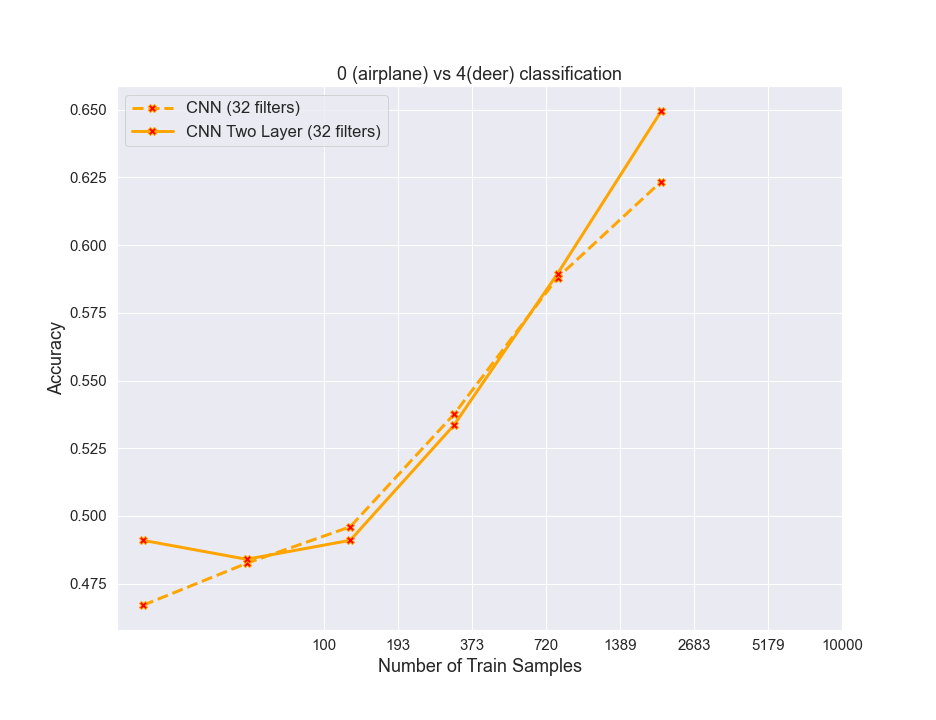 0 (airplane) vs 4(deer) classification
CNN (32 filters)
CNN Two Layer (32 filters)
0.650
0.625
0.600
0.575
0.550
0.525
0.500
0.475
Accuracy
100 193 373 720 1389 2683 5179 10000
Number of Train Samples